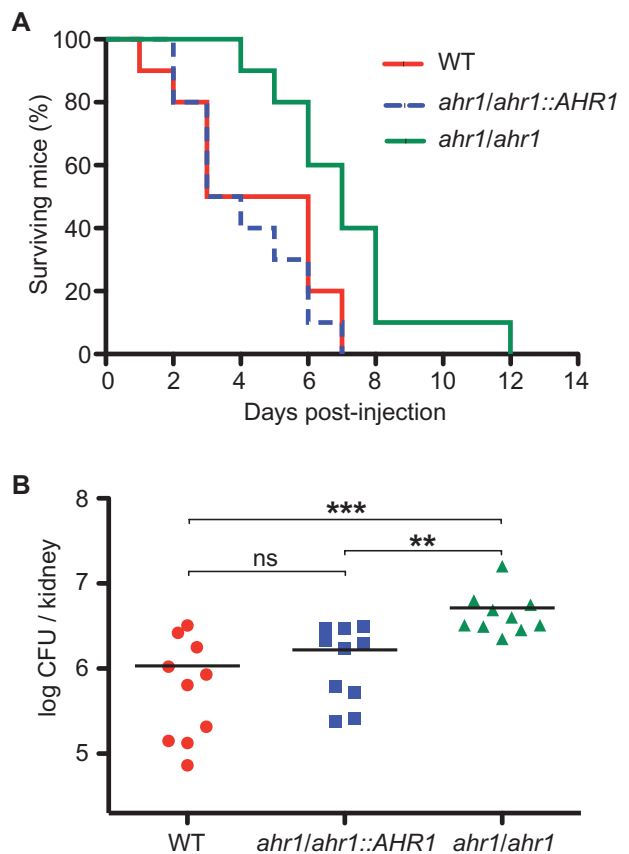 A
100
80
60
40
20
0
Surviving mice (%)
WT
ahr1/ahr1::AHR1
ahr1/ahr1
0 2 4 6 8 10 12 14
Days post-injection
B
8
7
6
5
log CFU / kidney
***
**
ns
WT ahr1/ahr1::AHR1 ahr1/ahr1